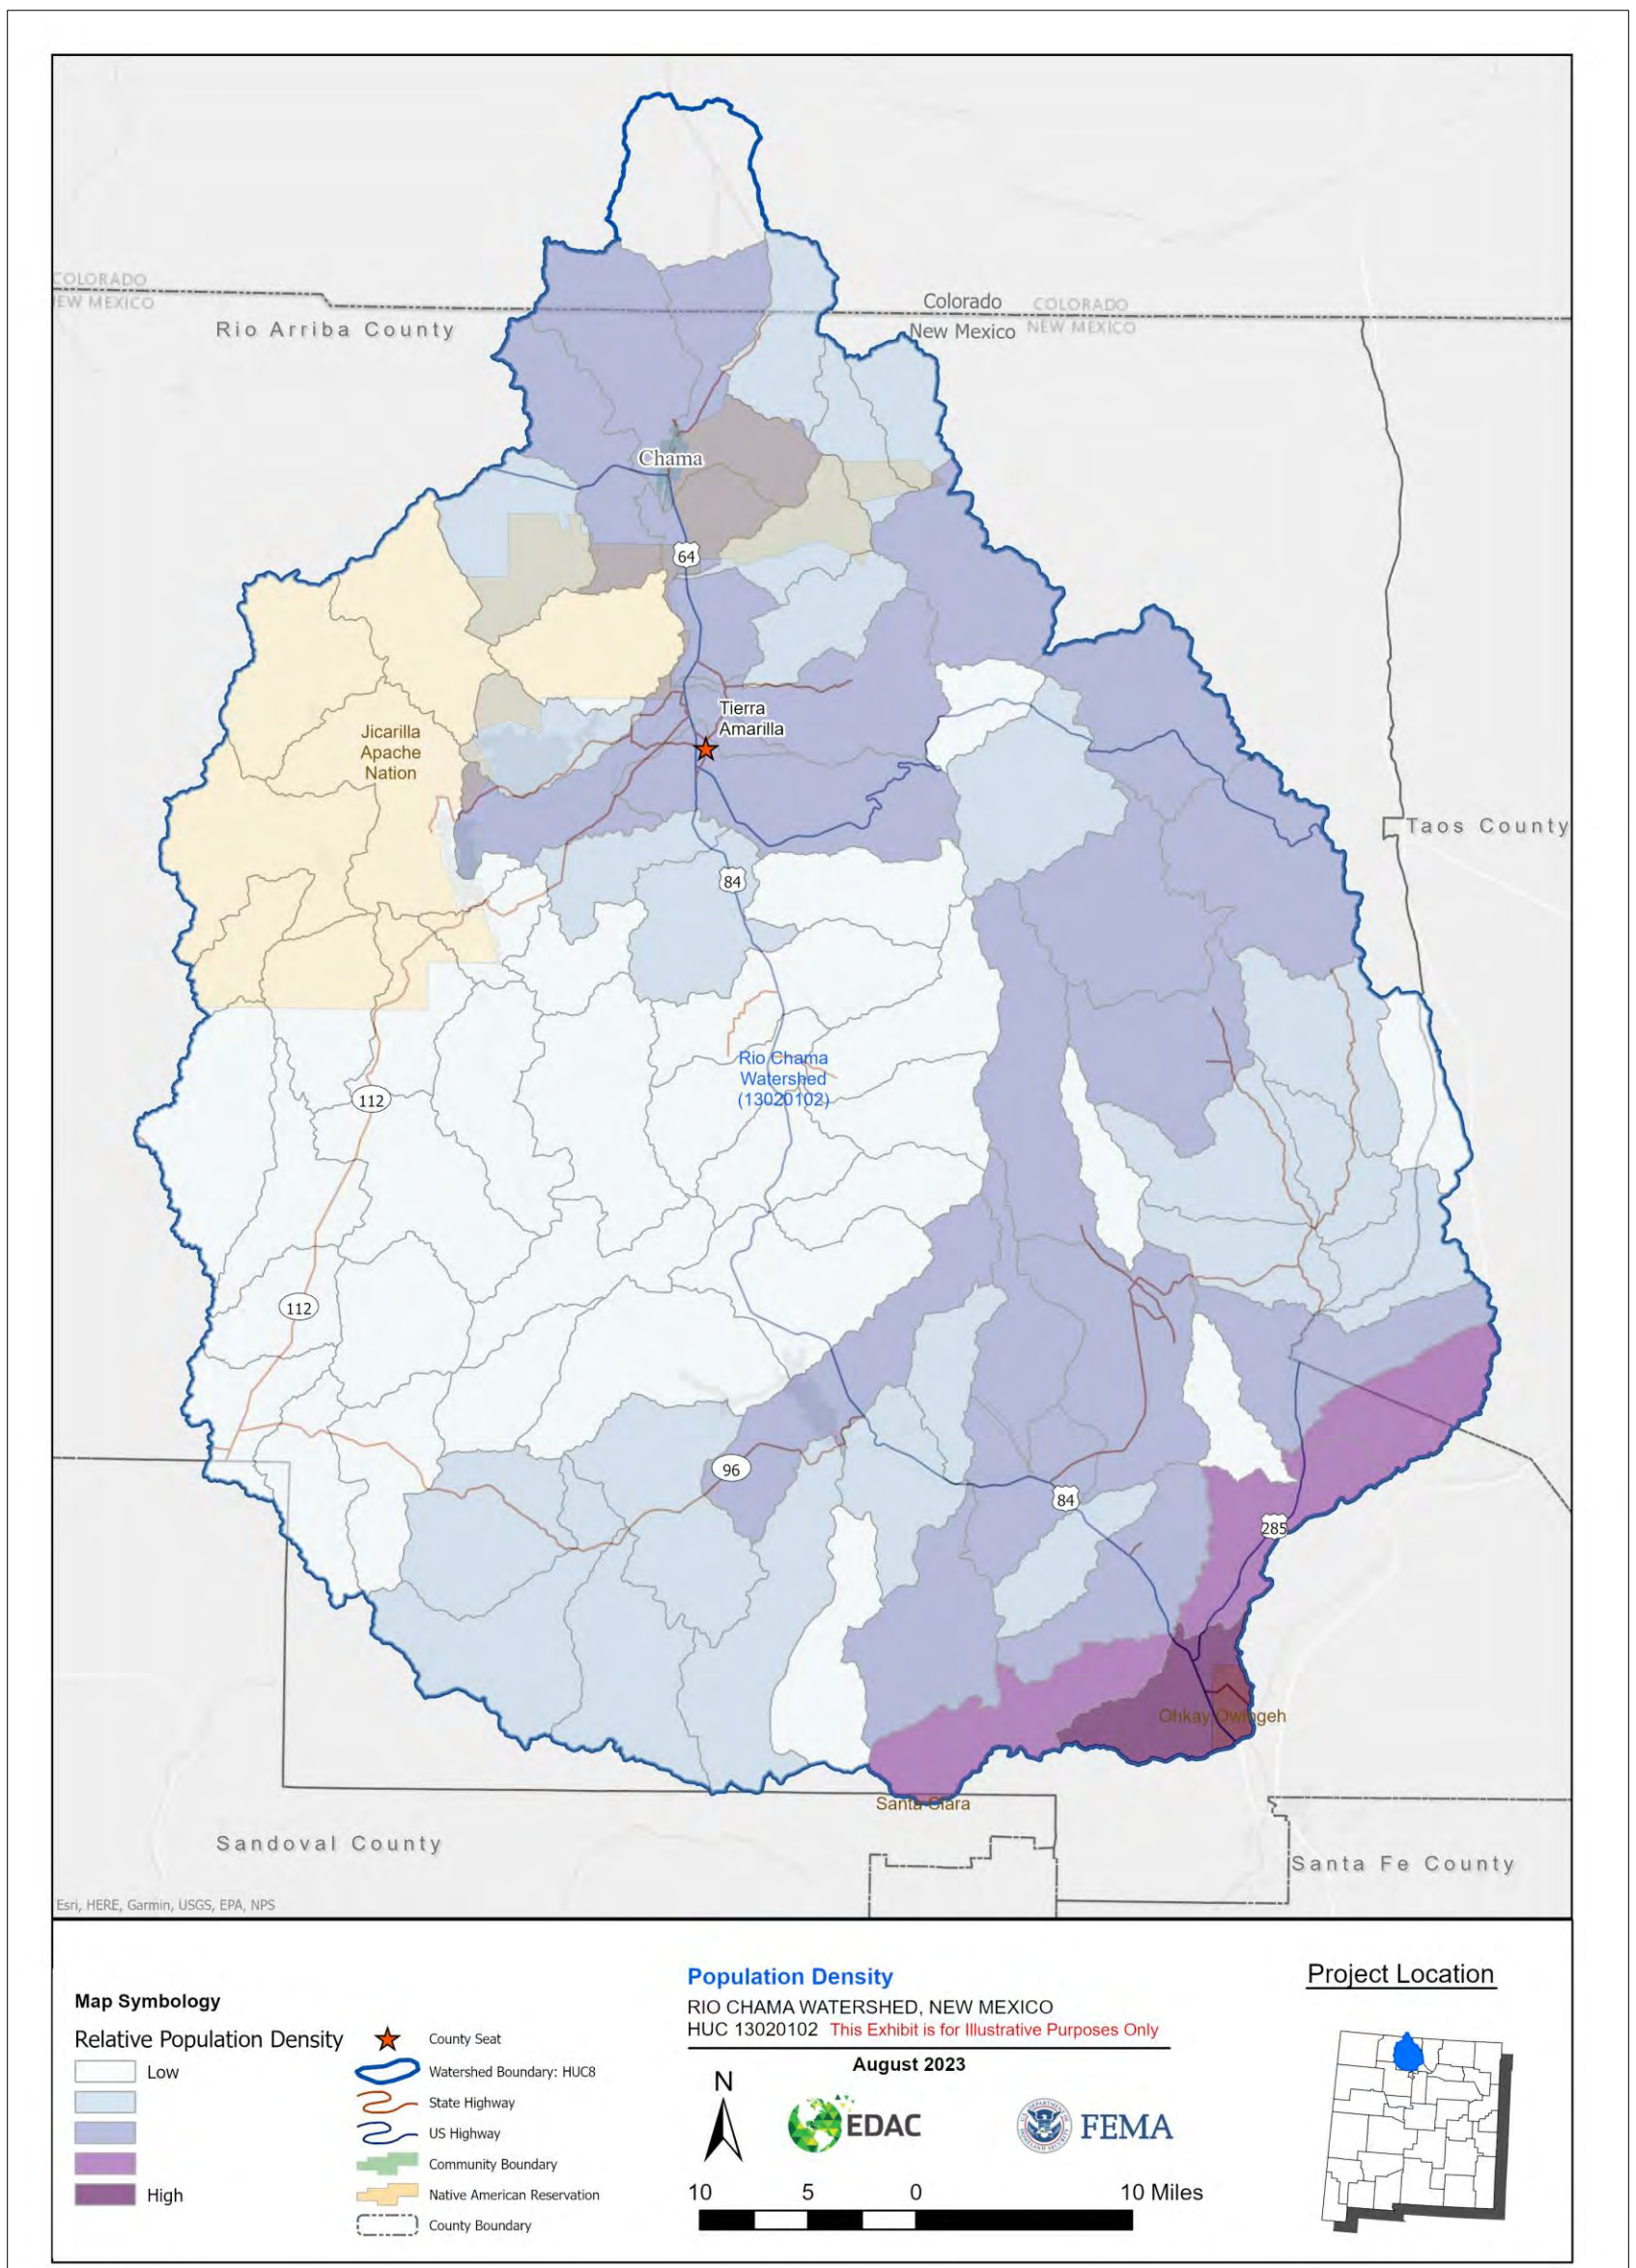 COLORADO
NEW MEXICO
Rio Arriba County
Colorado
New Mexico
COLORADO
NEW MEXICO
Chama
64
Tierra
Amarilla
Jicarilla
Apache
Nation
Taos County
84
Rio Chama
Watershed
(13020102)
112
112
96
84
285
Ohkay Owingeh
Santa Clara
Sandoval County
Santa Fe County
Esri, HERE, Garmin, USGS, EPA, NPS
Map Symbology
Relative Population Density
Low
High
County Seat
Watershed Boundary: HUC8
State Highway
US Highway
Community Boundary
Native American Reservation
County Boundary
Population Density
RIO CHAMA WATERSHED, NEW MEXICO
HUC 13020102 This Exhibit is for Illustrative Purposes Only
August 2023
N
EDAC
FEMA
10 5 0 10 Miles
Project Location